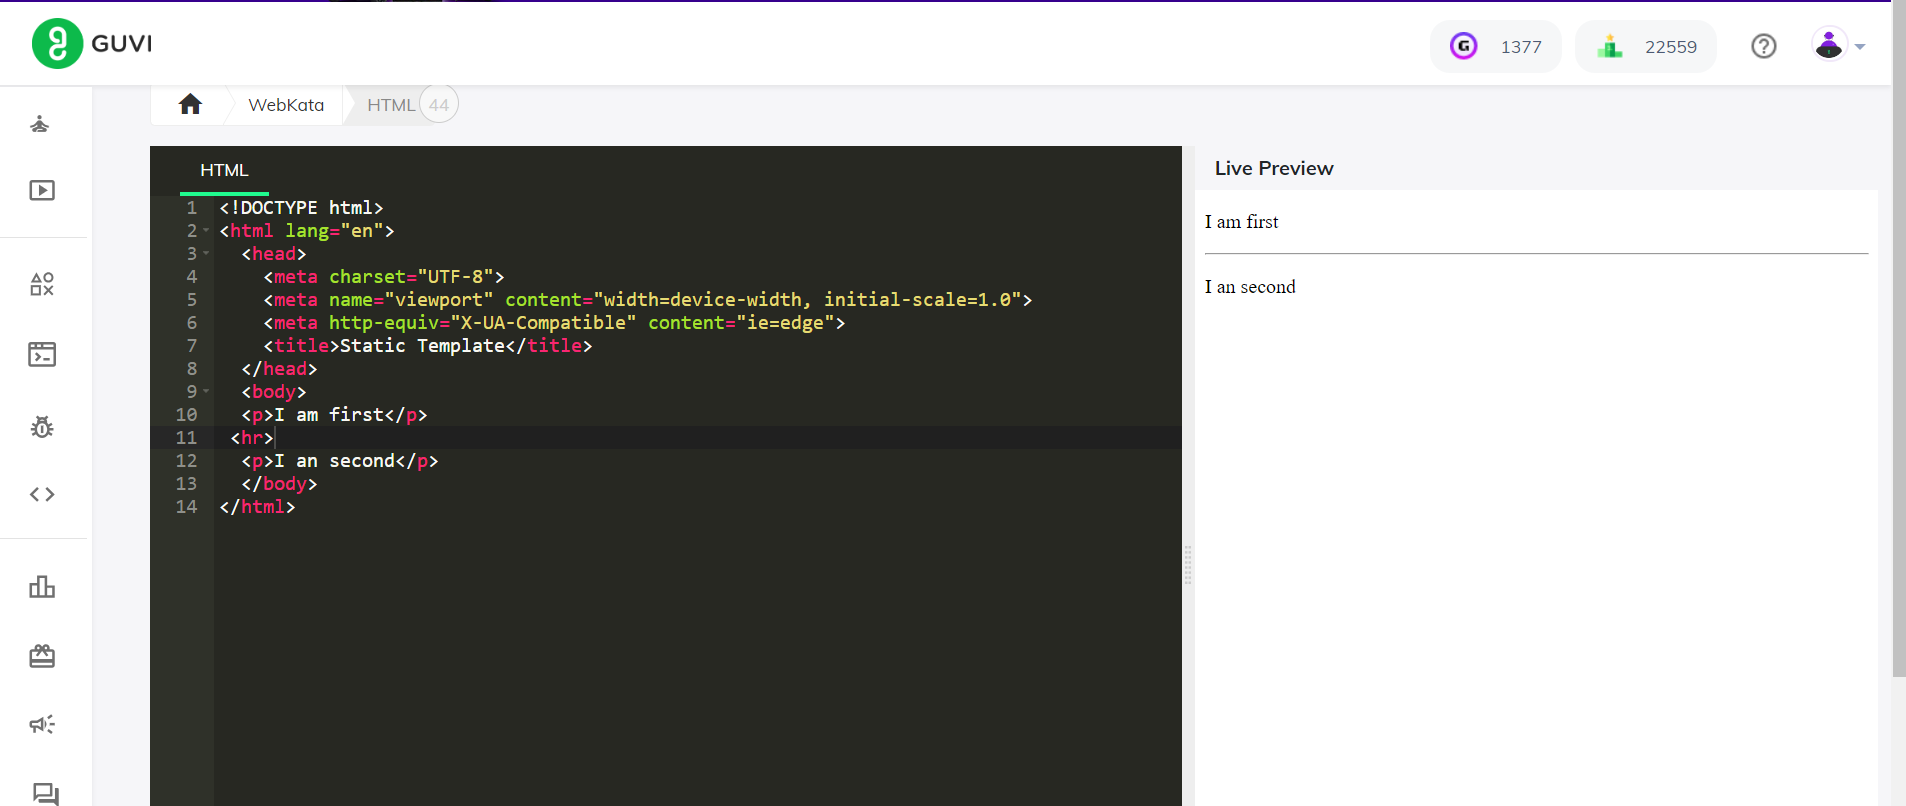 GUVI
1377
22559
WebKata
HTML 44
HTML
1 <!DOCTYPE html>
2 <html lang="en">
3 <head>
4 <meta charset="UTF-8">
5 <meta name="viewport" content="width=device-width, initial-scale=1.0">
6 <meta http-equiv="X-UA-Compatible" content="ie=edge">
7 <title>Static Template</title>
8 </head>
9 <body>
10 <p>I am first</p>
11 <hr>
12 <p>I an second</p>
13 </body>
14 </html>
Live Preview
I am first
I an second